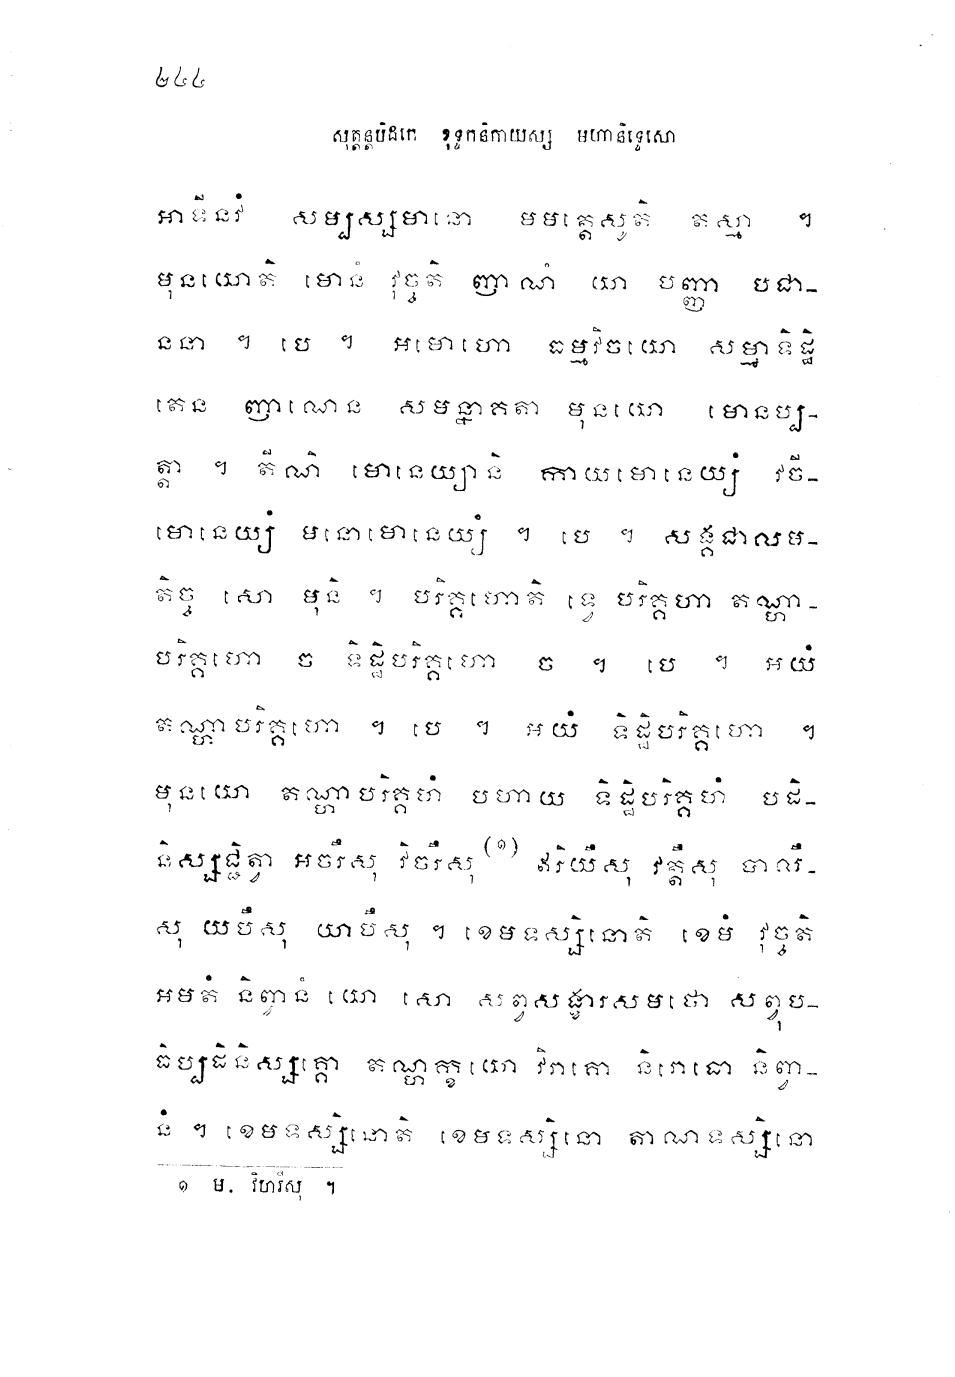 ២៤៤
សុត្តន្តបិដកេ ខុទ្ទកនិកាយស្ស មហានិទ្ទេសោ
អាទីនវំ សម្បស្សមានោ មមត្តេសូតិ តស្មា ។
មុនយោតិ មោនំ វុច្ចតិ ញាណំ យា បញ្ញា បជា-
ននា ។ បេ ។ អមោហោ ធម្មវិចយោ សម្មាទិដ្ឋិ
តេន ញាណេន សមន្នាគតា មុនយោ មោនប្ប-
ត្តា ។ តីណិ មោនេយ្យានិ កាយមោនេយ្យំ វចី-
មោនេយ្យំ មនោមោនេយ្យំ ។ បេ ។ សង្គជាលម-
តិច្ច សោ មុនិ ។ បរិគ្គហោតិ ទ្វេ បរិគ្គហា តណ្ហា-
បរិគ្គហោ ច ទិដ្ឋិបរិគ្គហោ ច ។ បេ ។ អយំ
តណ្ហាបរិគ្គហោ ។ បេ ។ អយំ ទិដ្ឋិបរិគ្គហោ ។
មុនយោ តណ្ហាបរិគ្គហំ បហាយ ទិដ្ឋិបរិគ្គហំ បដិ-
និស្សជ្ជិត្វា អចរឹសុ វិចរឹសុ(១) ឥរិយឹសុ វត្តឹសុ បាលឹ-
សុ យបឹសុ យាបឹសុ ។ ខេមទស្សិនោតិ ខេមំ វុច្ចតិ
អមតំ និព្វានំ យោ សោ សព្វសង្ខារសមថោ សព្វុប-
ធិប្បដិនិស្សគ្គោ តណ្ហក្ខយោ វិរាគោ និរោធោ និព្វា-
នំ ។ ខេមទស្សិនោតិ ខេមទស្សិនោ តាណទស្សិនោ
១ ម. វិហរឹសុ ។